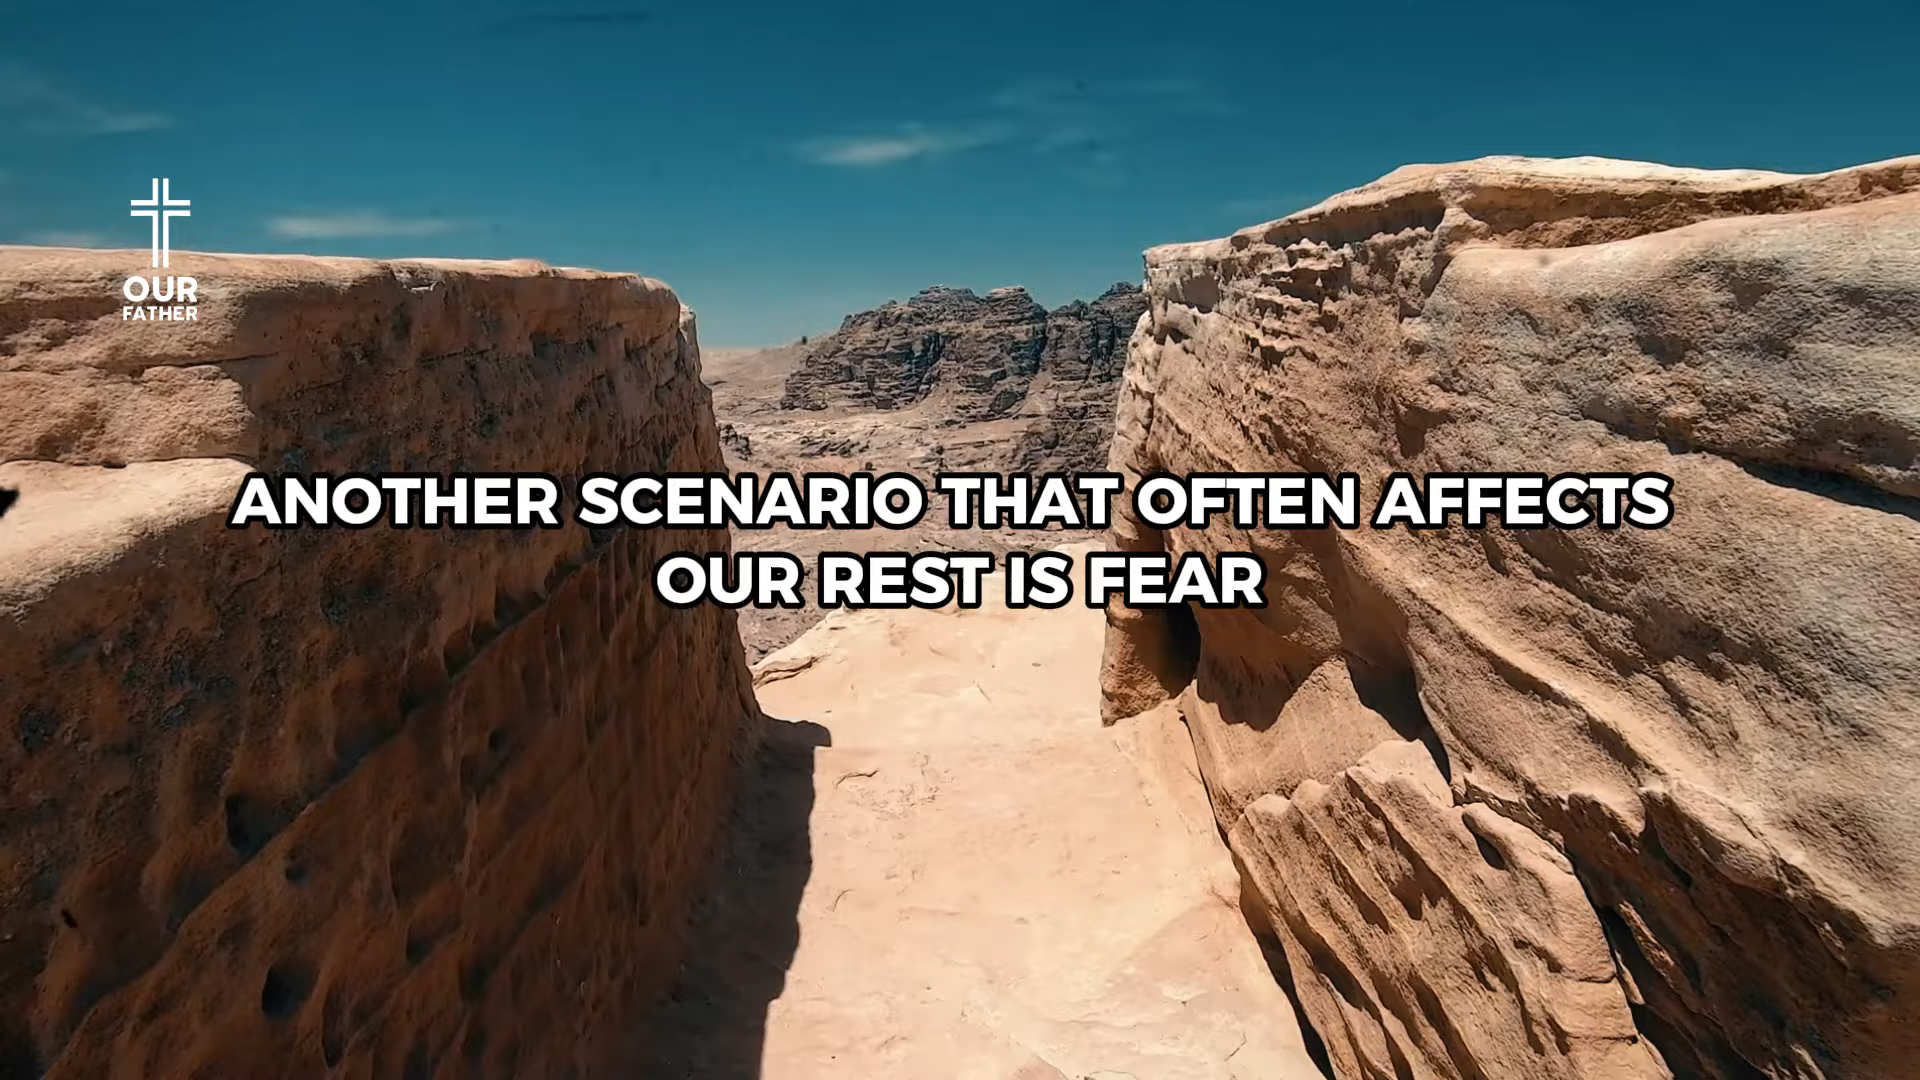 OUR
FATHER
ANOTHER SCENARIO THAT OFTEN AFFECTS
OUR REST IS FEAR